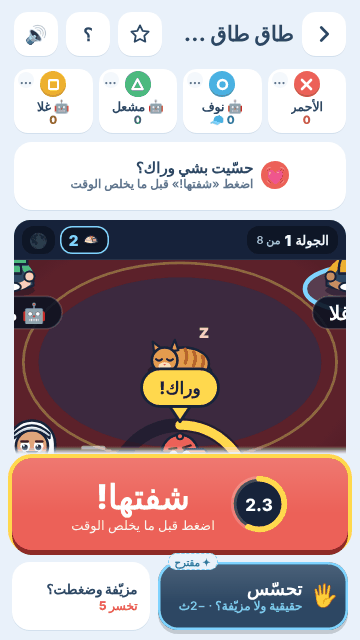 طاق طاق ...
؟
الأحمر
0
نوف
0
مشعل
0
غلا
0
حسّيت بشي وراك؟
اضغط «شفتها!» قبل ما يخلص الوقت
الجولة 1 من 8
2
z
غلا
وراك!
شفتها!
اضغط قبل ما يخلص الوقت
2.3
مقترح
تحسّس
حقيقية ولا مزيّفة؟ · −2ث
مزيّفة وضغطت؟
تخسر 5